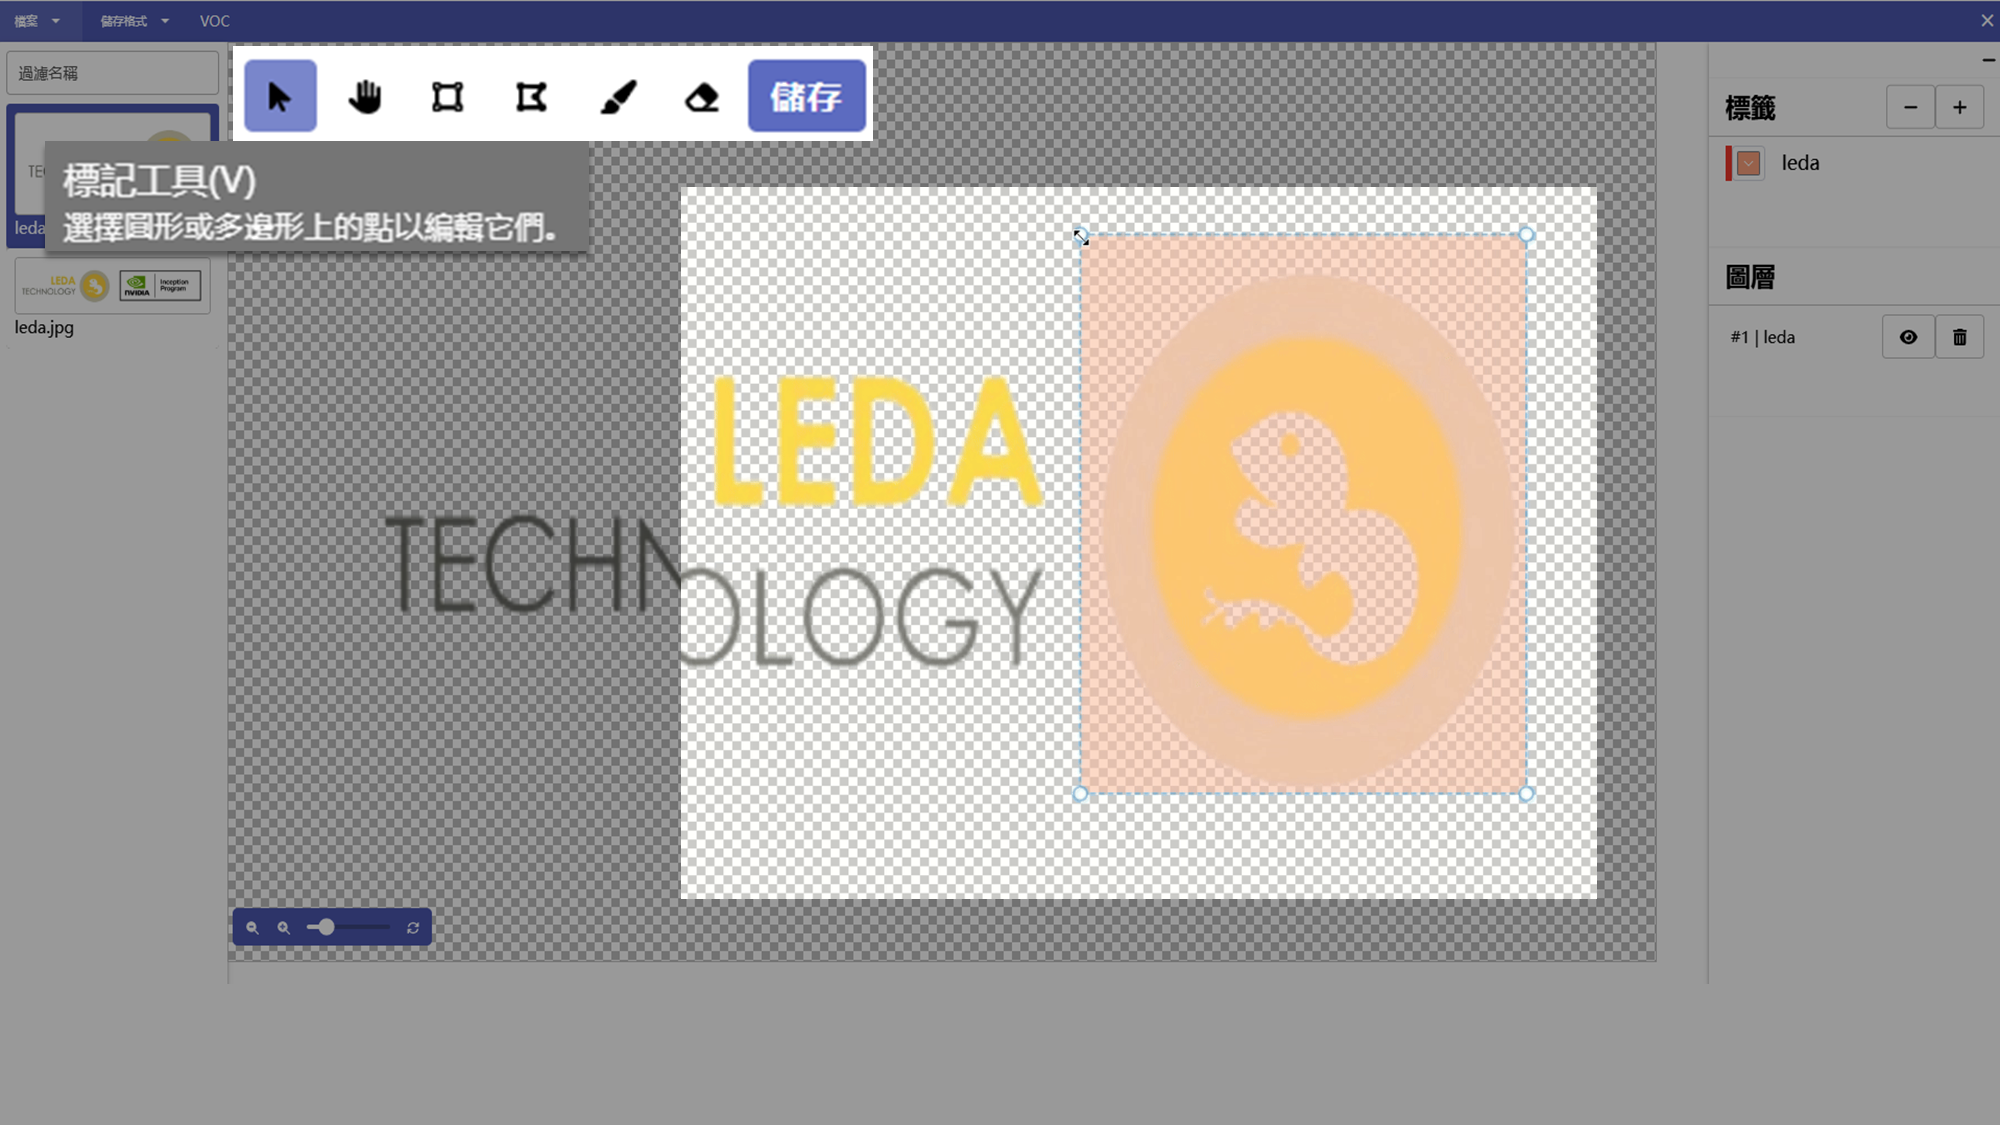 檔案
儲存格式
VOC
過濾名稱
儲存
標記工具(V)
選擇圖形或多邊形上的點以編輯它們。
TE
leda
LEDA
TECHNOLOGY
NVIDIA
Inception
Program
leda.jpg
LEDA
TECHNOLOGY
標籤
leda
圖層
#1 | leda